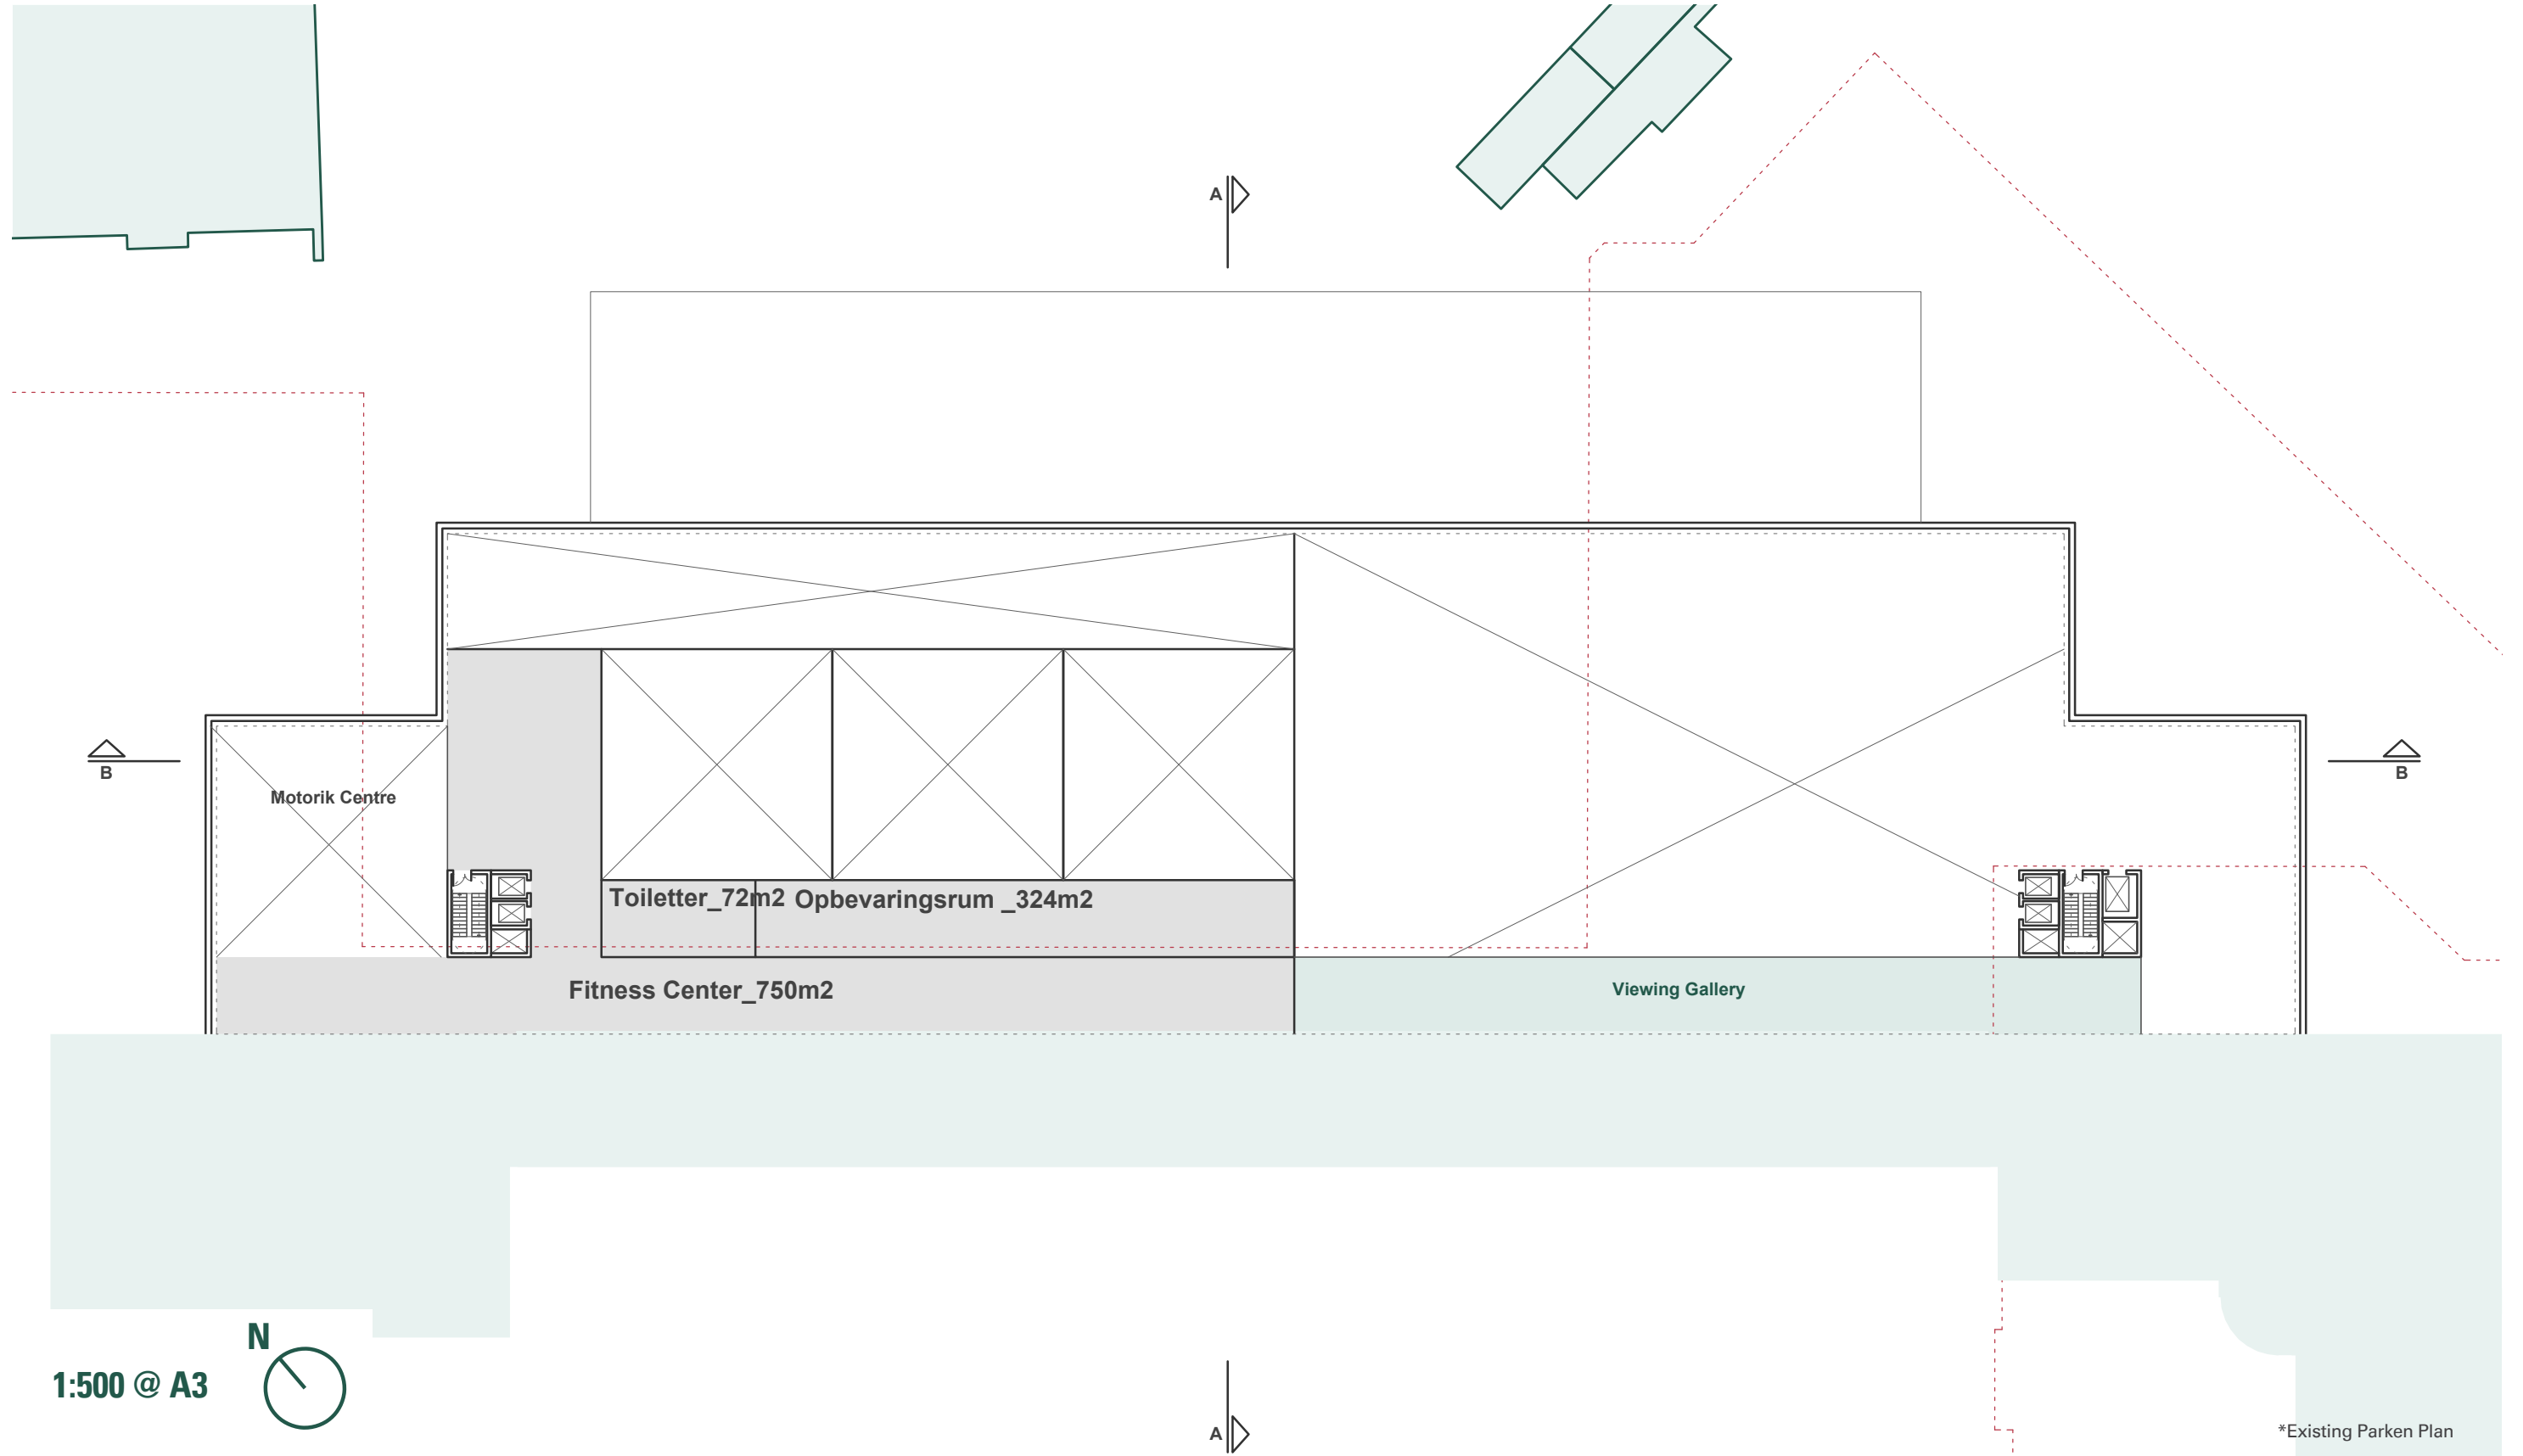 A
B
B
Motorik Centre
Toiletter_72m2
Opbevaringsrum _324m2
Fitness Center_750m2
Viewing Gallery
N
1:500 @ A3
A
*Existing Parken Plan